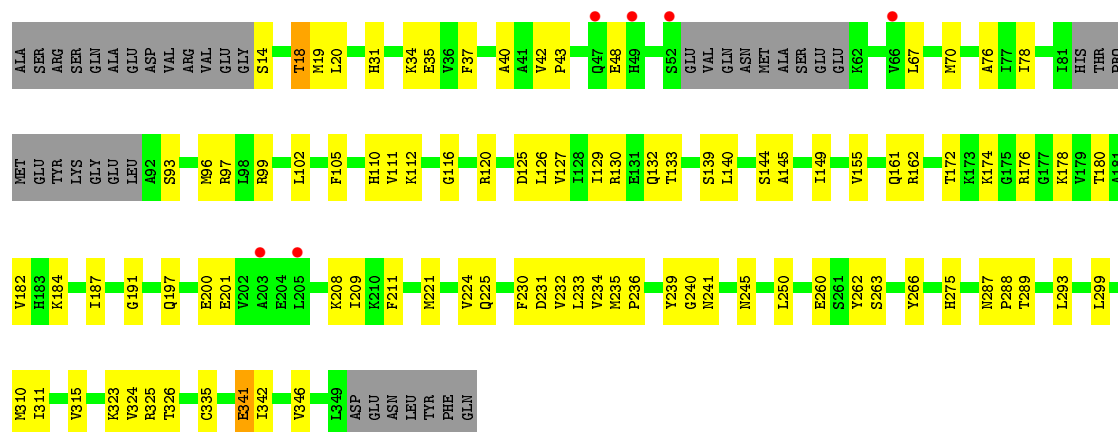 ALA SER ARG SER GLN ALA GLU ASP VAL ARG VAL GLU GLY S14 T18 M19 L20 H31 K34 E35 V36 F37 A40 A41 V42 P43 Q47 E48 H49 S52 GLU VAL GLN ASN MET ALA SER GLU GLU K62 V66 L67 M70 A76 I77 I78 I81 HIS THR PRO
MET GLU TYR LYS GLY GLU LEU A92 S93 M96 R97 L98 R99 L102 F105 H110 V111 K112 G116 R120 D125 L126 V127 I128 I129 R130 E131 Q132 T133 S139 L140 S144 A145 I149 V155 Q161 R162 T172 K173 K174 G175 R176 G177 K178 V179 T180 A181
V182 H183 K184 I187 G191 Q197 E200 E201 V202 A203 E204 L205 K208 I209 K210 F211 M221 V224 Q225 F230 D231 V232 L233 V234 M235 P236 Y239 G240 N241 N245 L250 E260 S261 Y262 S263 Y266 H275 N287 P288 T289 L293 L299
M310 I311 V315 K323 V324 R325 T326 C335 E341 I342 V346 L349 ASP GLU ASN LEU TYR PHE GLN